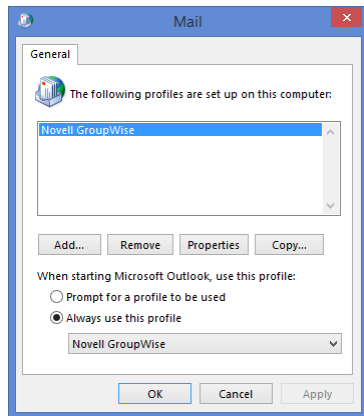 Mail
General
The following profiles are set up on this computer:
Novell GroupWise
Add... Remove Properties Copy...
When starting Microsoft Outlook, use this profile:
Prompt for a profile to be used
Always use this profile
Novell GroupWise
OK Cancel Apply